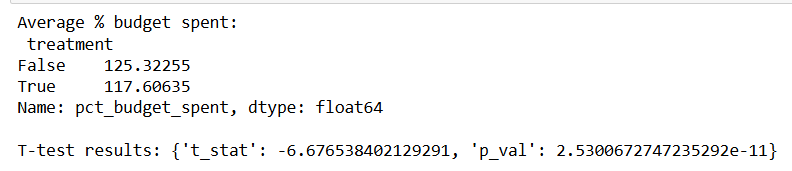 Average % budget spent:
treatment
False    125.32255
True     117.60635
Name: pct_budget_spent, dtype: float64
T-test results: {'t_stat': -6.676538402129291, 'p_val': 2.5300672747235292e-11}